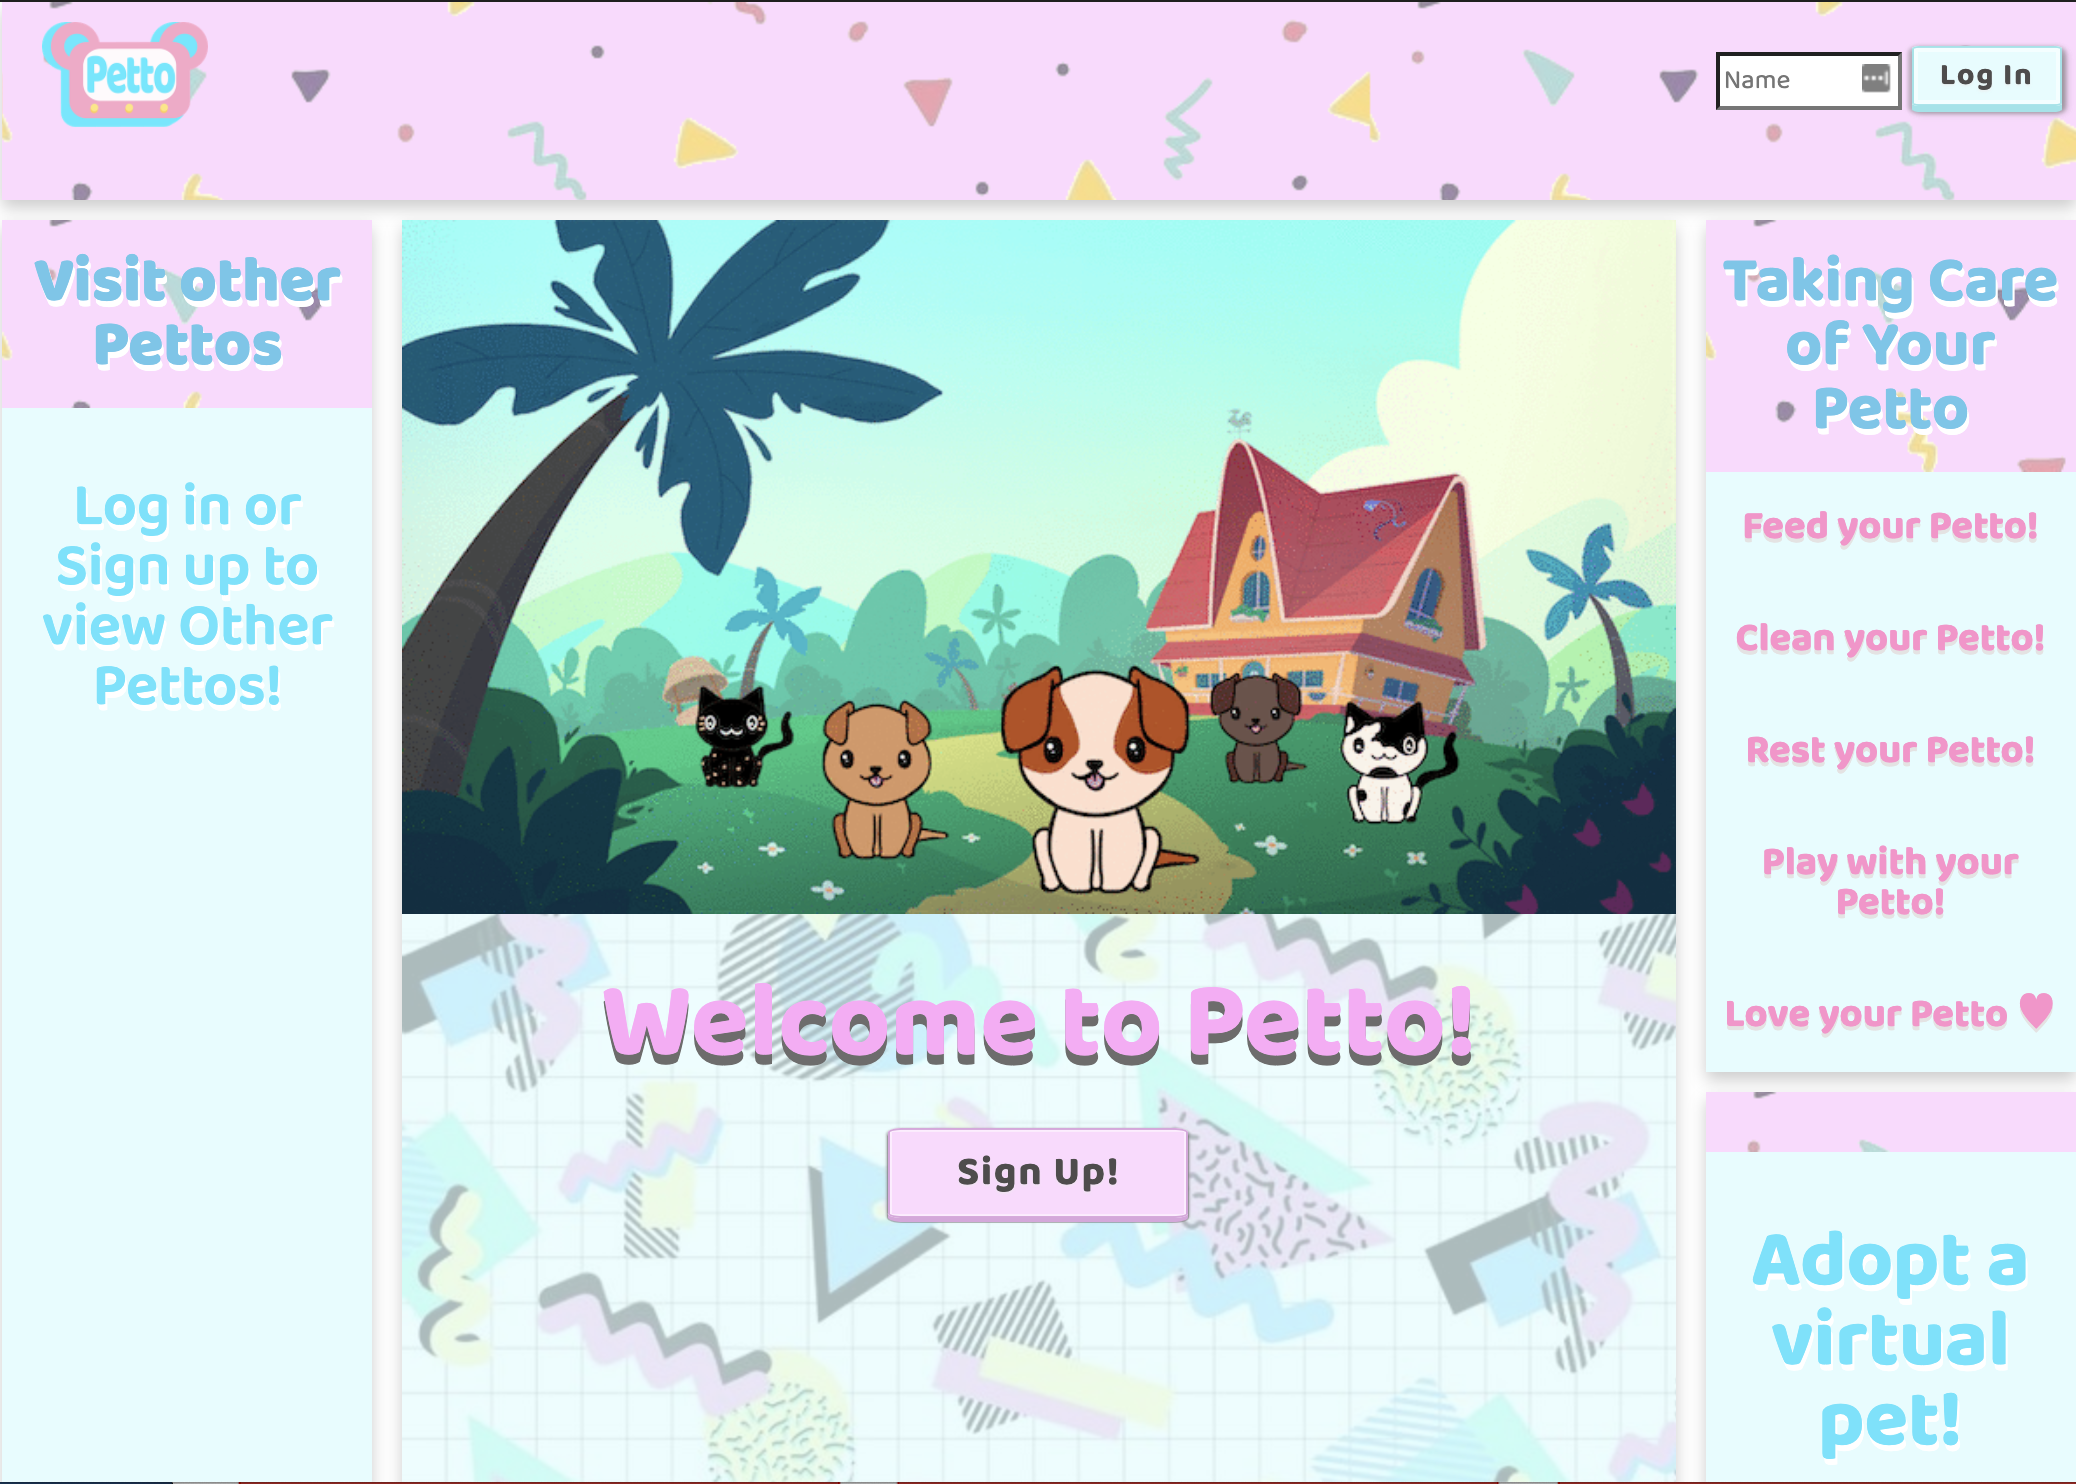 Petto
Name
Log In
Visit other
Pettos
Log in or
Sign up to
view Other
Pettos!
Welcome to Petto!
Sign Up!
Taking Care
of Your
Petto
Feed your Petto!
Clean your Petto!
Rest your Petto!
Play with your
Petto!
Love your Petto ♥
Adopt a
virtual
pet!